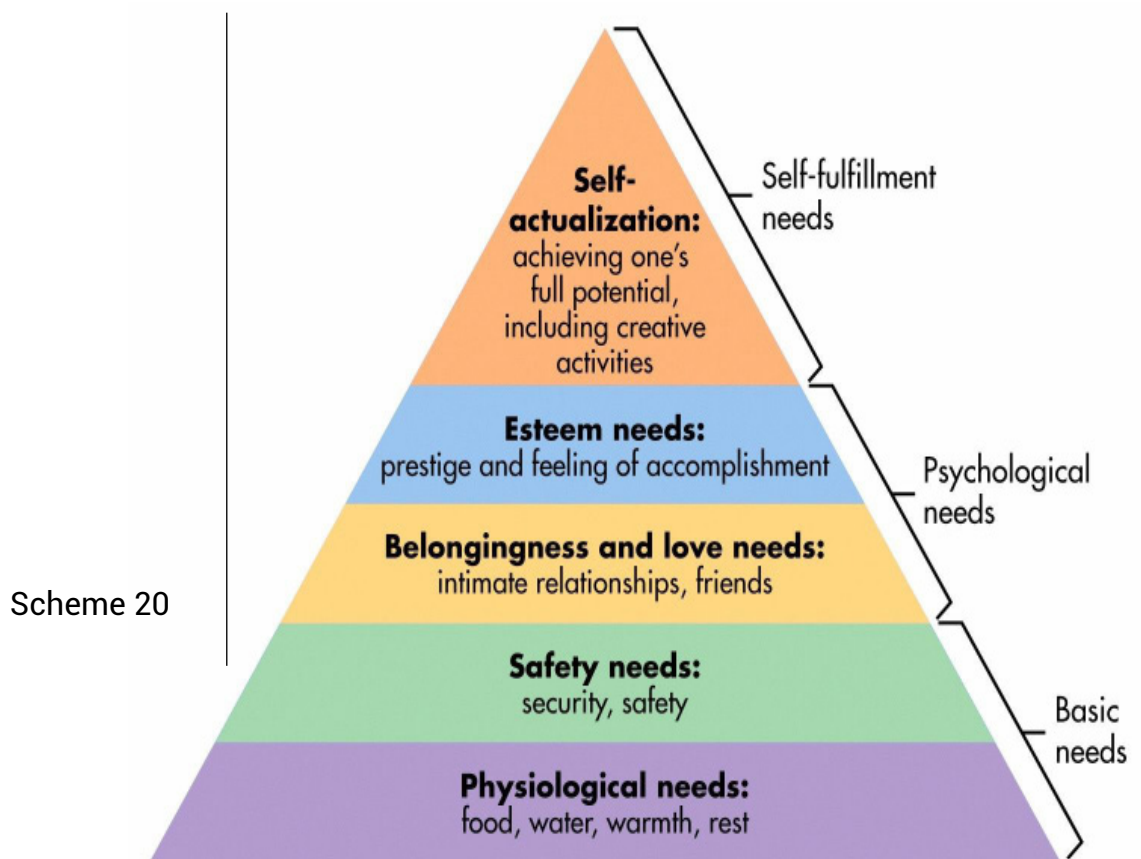 Self-
actualization:
achieving one's
full potential,
including creative
activities
Self-fulfillment
needs
Esteem needs:
prestige and feeling of accomplishment
Psychological
needs
Belongingness and love needs:
intimate relationships, friends
Scheme 20
Safety needs:
security, safety
Basic
needs
Physiological needs:
food, water, warmth, rest